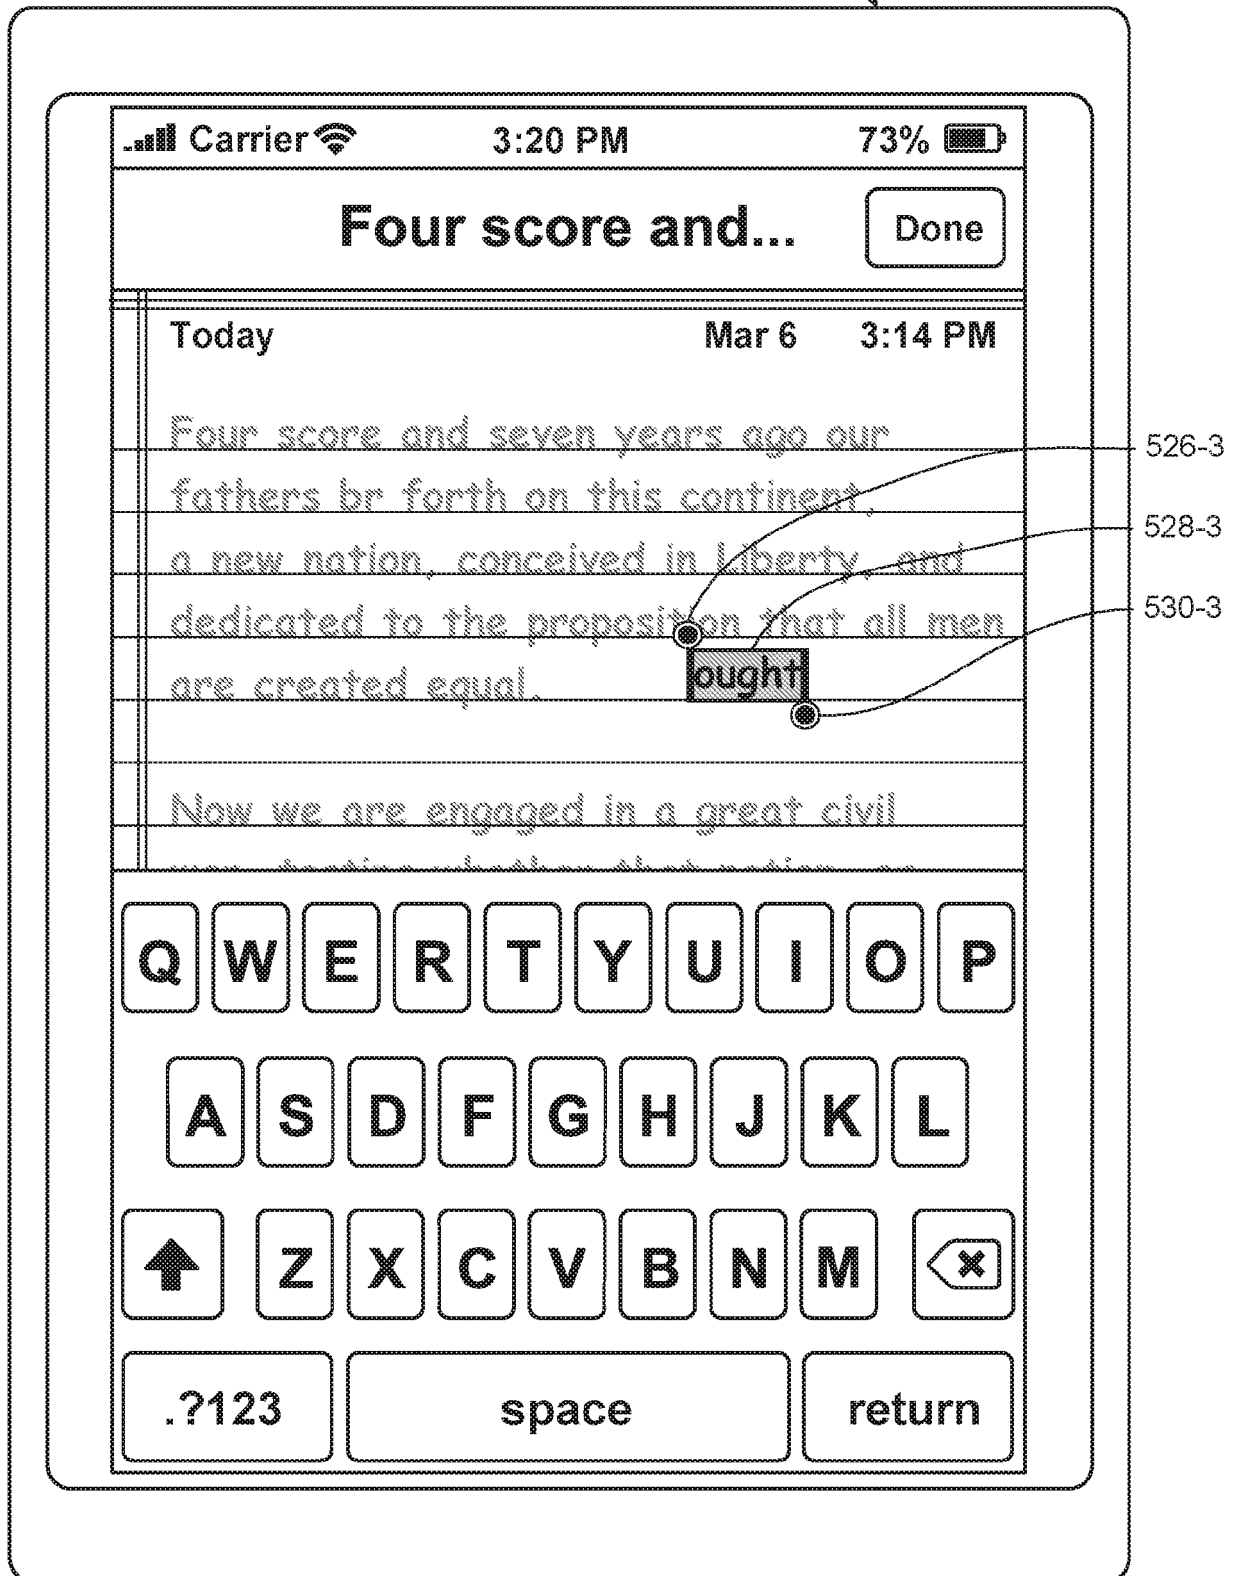 Carrier 3:20 PM 73%
Four score and... Done
Today Mar 6 3:14 PM
Four score and seven years ago our
fathers br forth on this continent,
a new nation, conceived in Liberty, and
dedicated to the proposition that all men
are created equal. ought
Now we are engaged in a great civil
526-3
528-3
530-3
Q W E R T Y U I O P
A S D F G H J K L
Z X C V B N M
.?123 space return